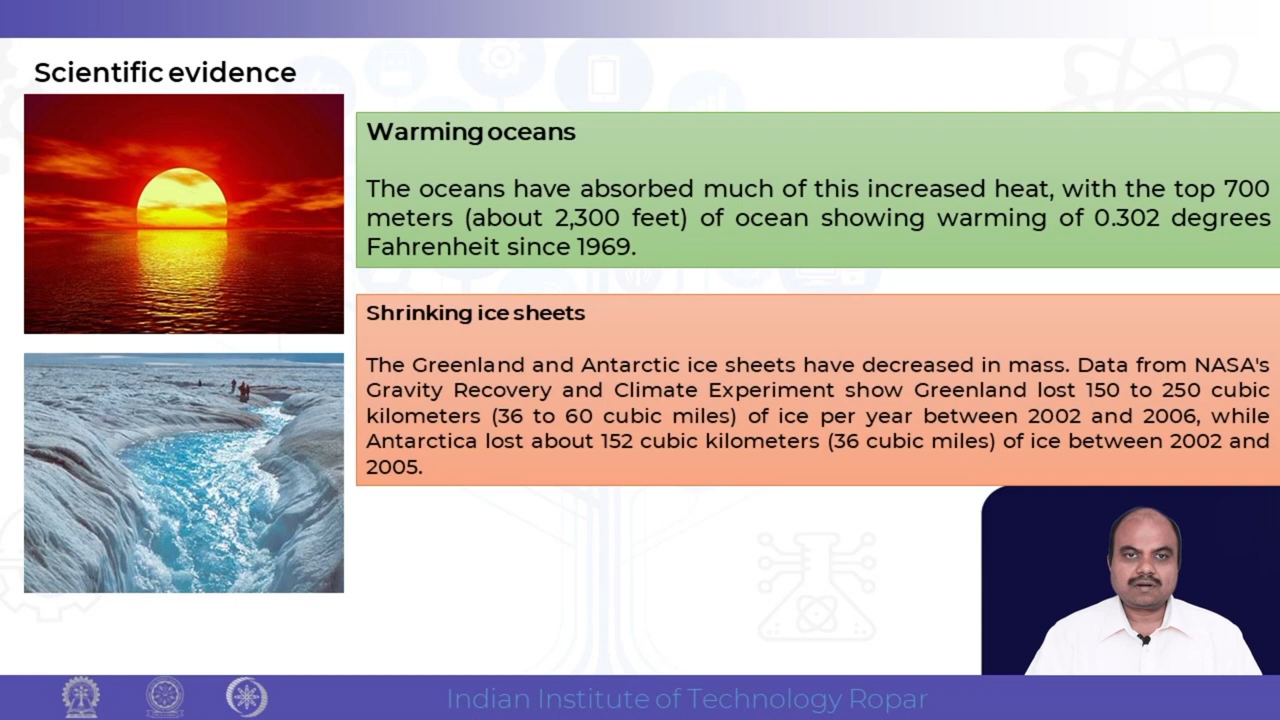 Scientific evidence
Warming oceans
The oceans have absorbed much of this increased heat, with the top 700
meters (about 2,300 feet) of ocean showing warming of 0.302 degrees
Fahrenheit since 1969.
Shrinking ice sheets
The Greenland and Antarctic ice sheets have decreased in mass. Data from NASA's
Gravity Recovery and Climate Experiment show Greenland lost 150 to 250 cubic
kilometers (36 to 60 cubic miles) of ice per year between 2002 and 2006, while
Antarctica lost about 152 cubic kilometers (36 cubic miles) of ice between 2002 and
2005.
Indian Institute of Technology Ropar